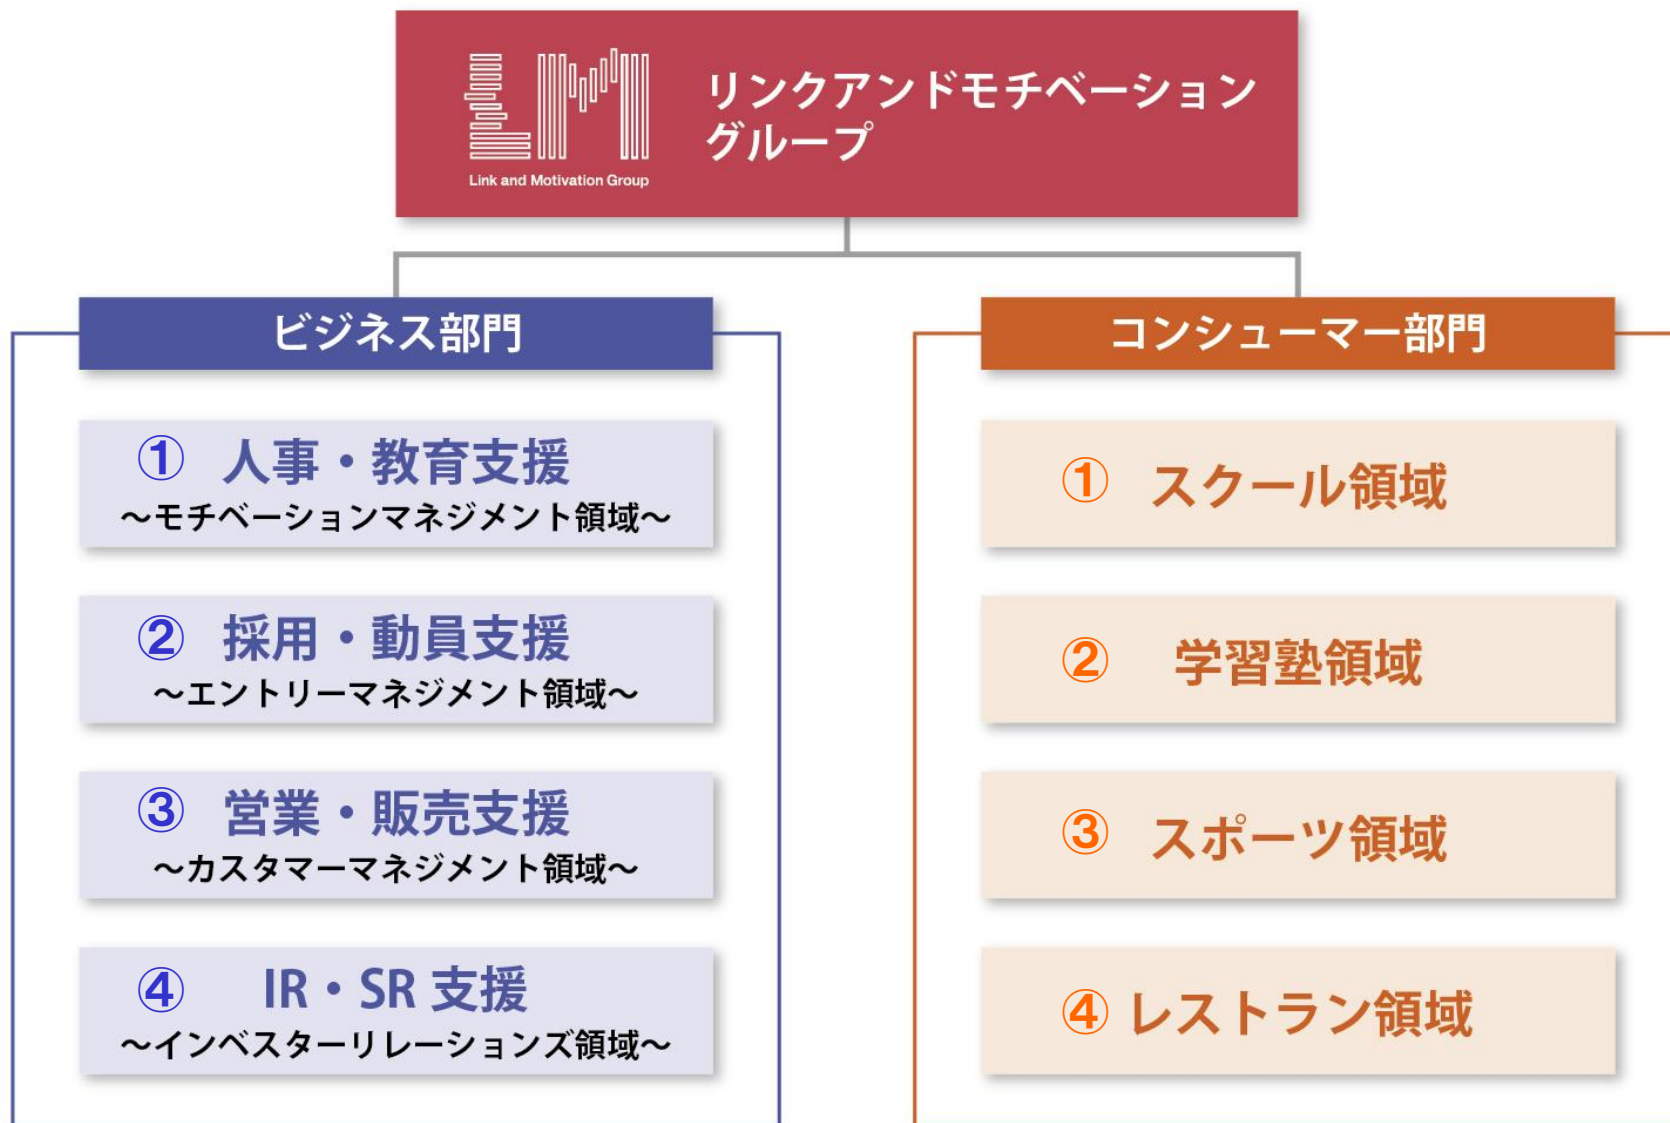 リンクアンドモチベーション
グループ
Link and Motivation Group
ビジネス部門
① 人事・教育支援
～モチベーションマネジメント領域～
② 採用・動員支援
～エントリーマネジメント領域～
③ 営業・販売支援
～カスタマーマネジメント領域～
④ IR・SR 支援
～インベスターリレーションズ領域～
コンシューマー部門
① スクール領域
② 学習塾領域
③ スポーツ領域
④ レストラン領域